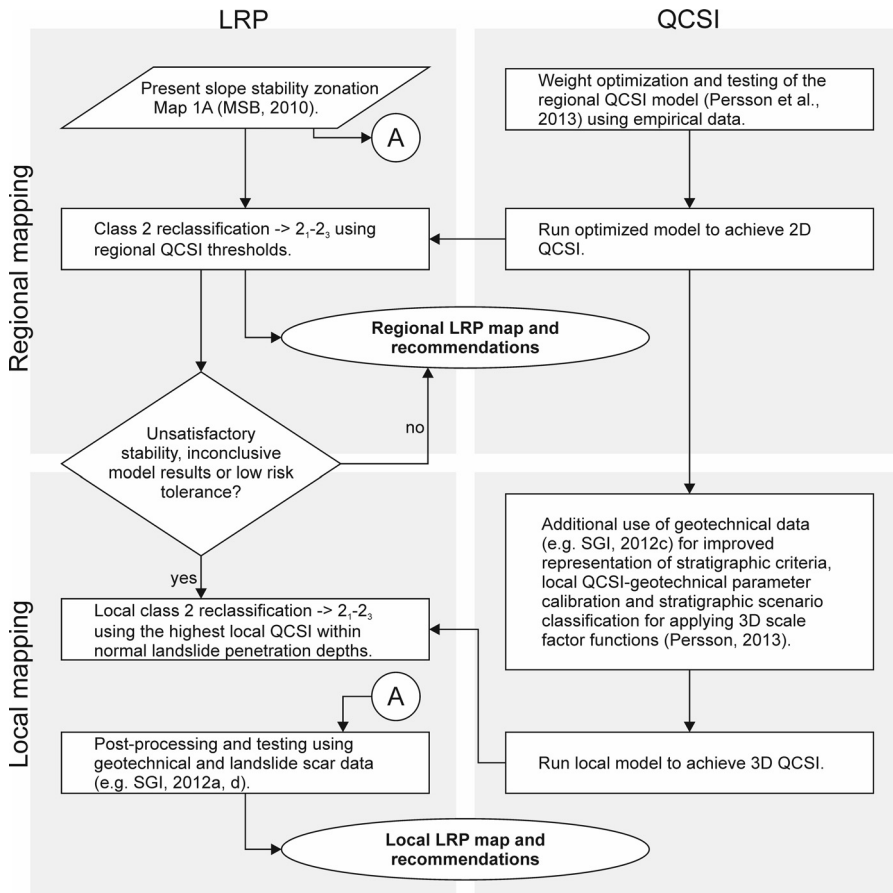 LRP
QCSI
Regional mapping
Present slope stability zonation
Map 1A (MSB, 2010).
A
Weight optimization and testing of the
regional QCSI model (Persson et al.,
2013) using empirical data.
Class 2 reclassification -> 2₁-2₃ using
regional QCSI thresholds.
Run optimized model to achieve 2D
QCSI.
Regional LRP map and
recommendations
Unsatisfactory
stability, inconclusive
model results or low risk
tolerance?
no
yes
Local mapping
Additional use of geotechnical data
(e.g. SGI, 2012c) for improved
representation of stratigraphic criteria,
local QCSI-geotechnical parameter
calibration and stratigraphic scenario
classification for applying 3D scale
factor functions (Persson, 2013).
Local class 2 reclassification -> 2₁-2₃
using the highest local QCSI within
normal landslide penetration depths.
A
Post-processing and testing using
geotechnical and landslide scar data
(e.g. SGI, 2012a, d).
Run local model to achieve 3D QCSI.
Local LRP map and
recommendations